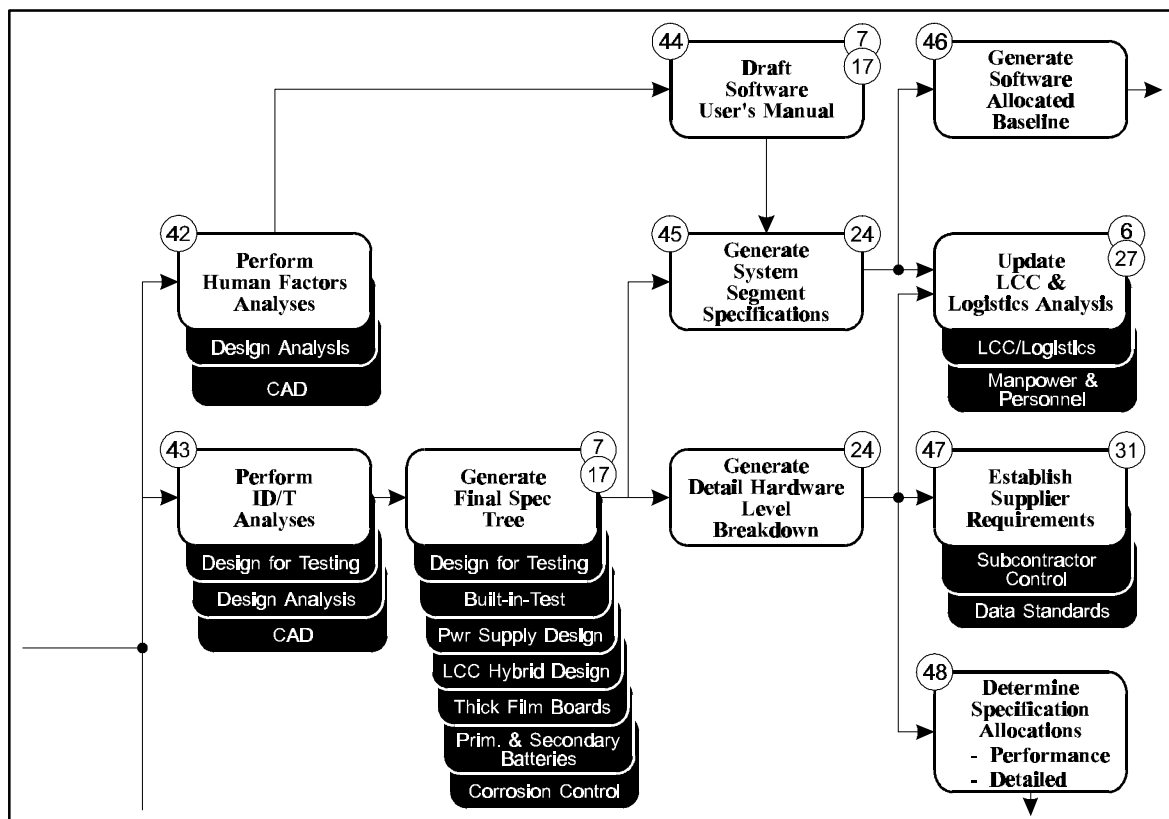 44
7
17
Draft
Software
User's Manual
46
Generate
Software
Allocated
Baseline
42
Perform
Human Factors
Analyses
Design Analysis
CAD
45
24
Generate
System
Segment
Specifications
6
27
Update
LCC &
Logistics Analysis
LCC/Logistics
Manpower &
Personnel
43
Perform
ID/T
Analyses
Design for Testing
Design Analysis
CAD
7
17
Generate
Final Spec
Tree
Design for Testing
Built-in-Test
Pwr Supply Design
LCC Hybrid Design
Thick Film Boards
Prim. & Secondary
Batteries
Corrosion Control
24
Generate
Detail Hardware
Level
Breakdown
47
31
Establish
Supplier
Requirements
Subcontractor
Control
Data Standards
48
Determine
Specification
Allocations
- Performance
- Detailed